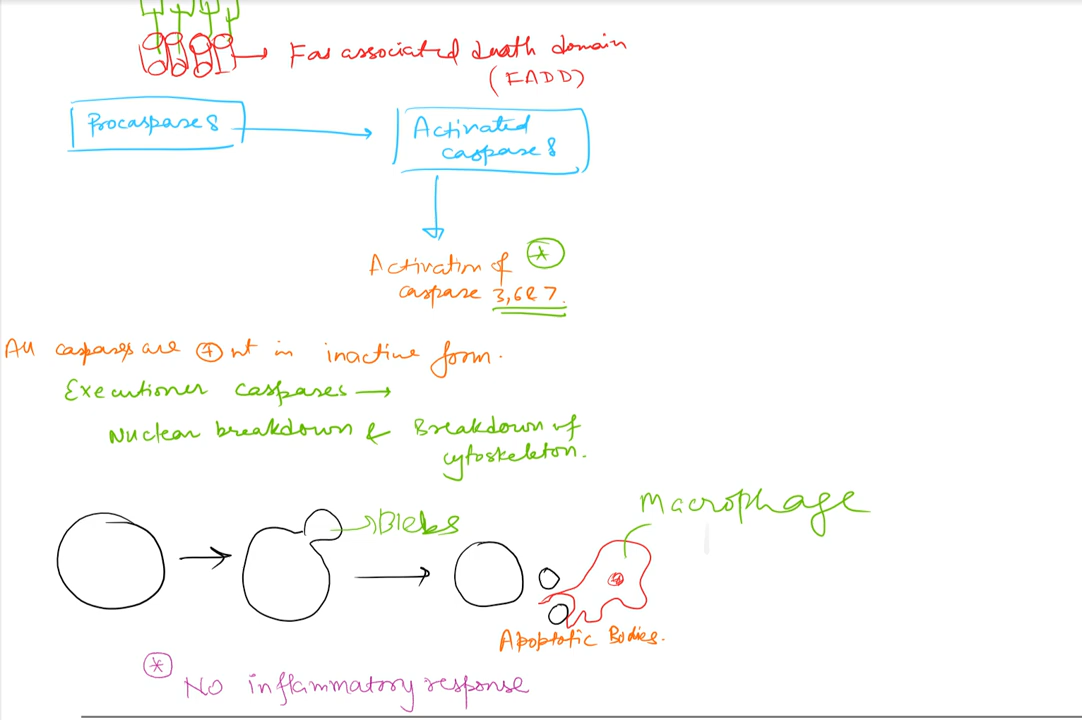 Fas associated death domain
(FADD)
Procaspase 8
Activated
caspase 8
Activation of *
caspase 3,6&7.
All caspases are +nt in inactive form.
Executioner caspases →
Nuclear breakdown & Breakdown of
cytoskeleton.
Macrophage
Blebs
Apoptotic Bodies.
* No inflammatory response